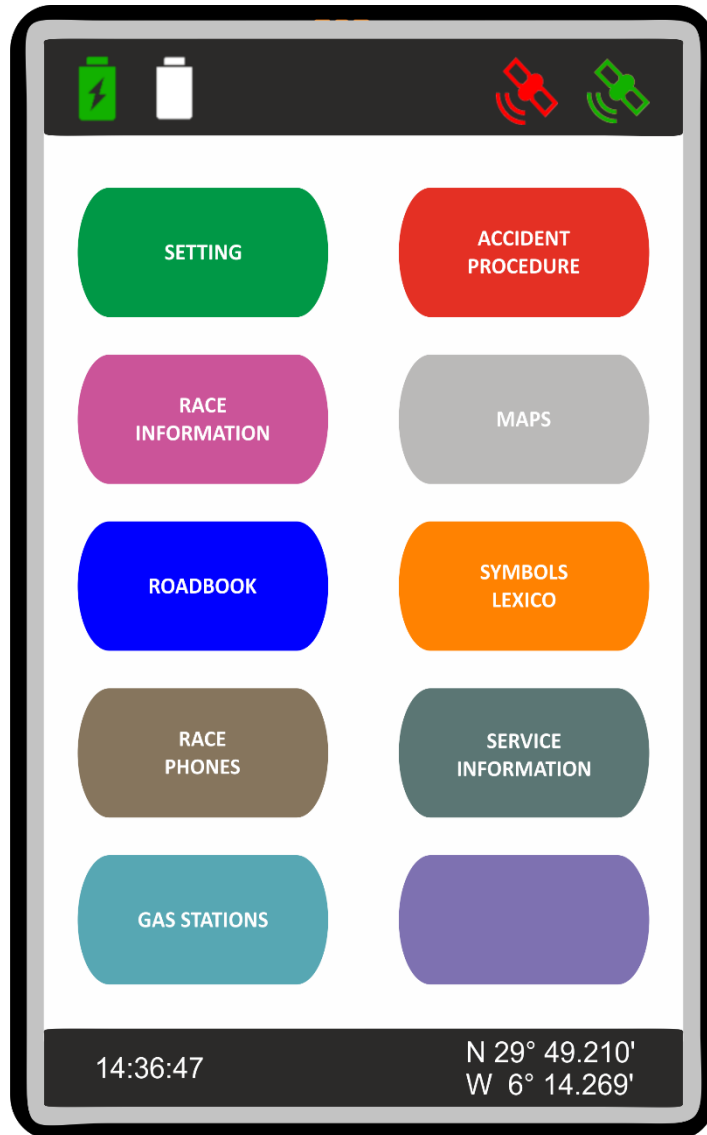 SETTING
ACCIDENT
PROCEDURE
RACE
INFORMATION
MAPS
ROADBOOK
SYMBOLS
LEXICO
RACE
PHONES
SERVICE
INFORMATION
GAS STATIONS
14:36:47
N 29° 49.210'
W 6° 14.269'